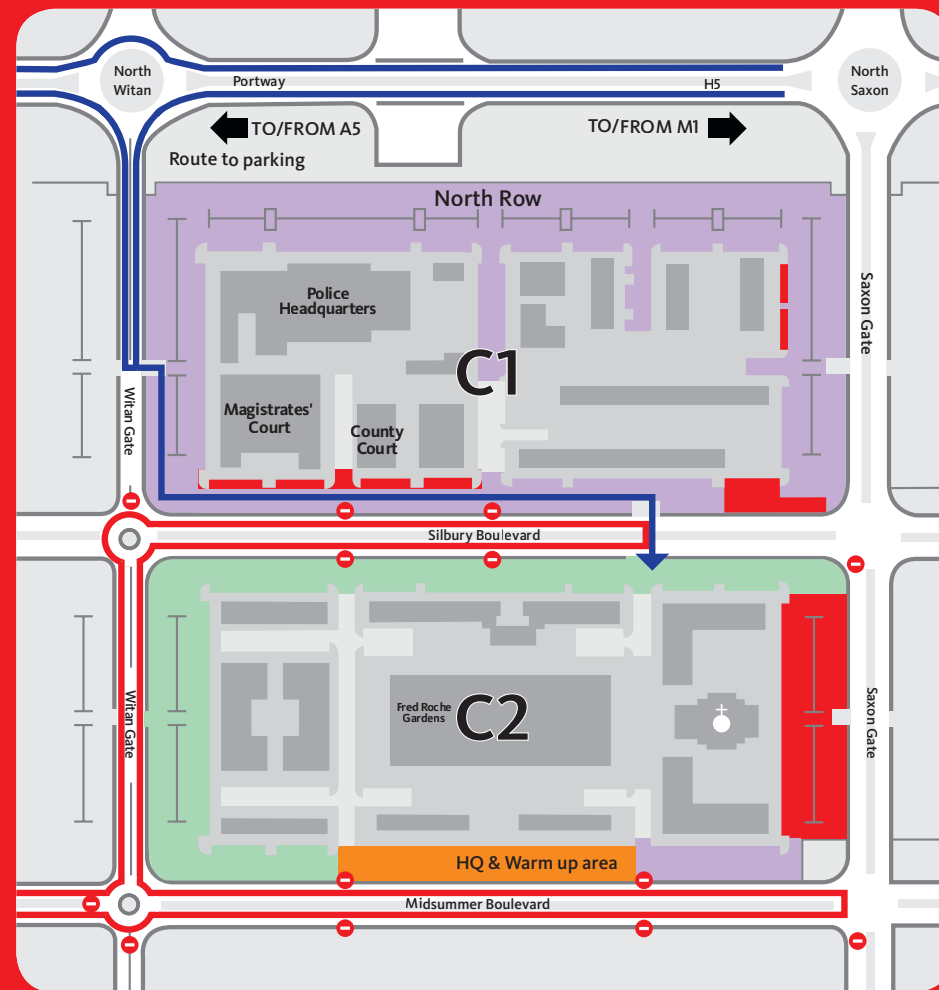 North
Witan
Portway
H5
North
Saxon
TO/FROM A5
TO/FROM M1
Route to parking
North Row
Police
Headquarters
Saxon Gate
C1
Witan Gate
Magistrates'
Court
County
Court
Silbury Boulevard
Witan Gate
Fred Roche
Gardens
C2
Saxon Gate
HQ & Warm up area
Midsummer Boulevard